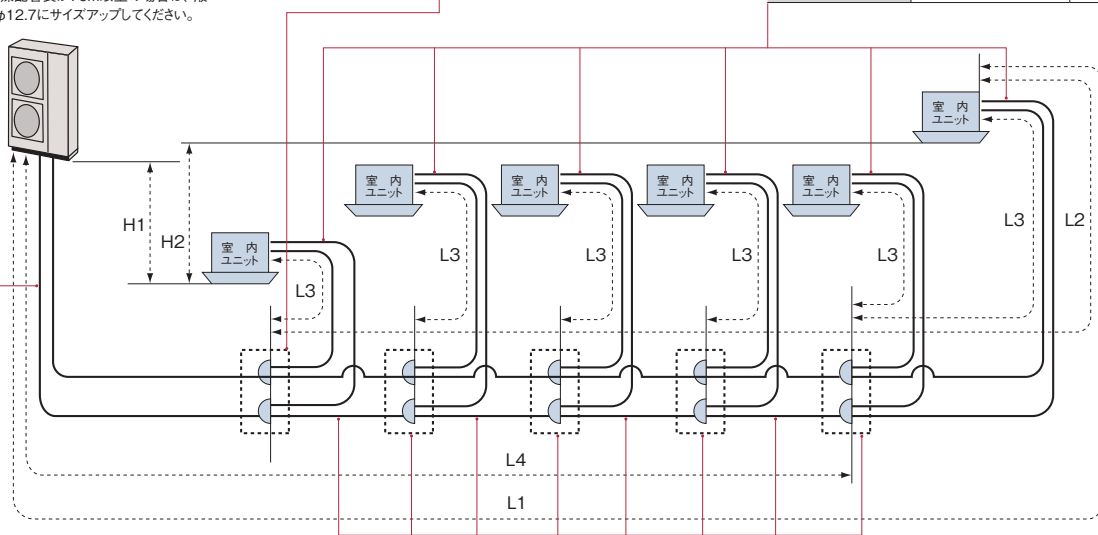 φ12.7にサイズアップしてください。
室 内
ユニット
室 内
ユニット
室 内
ユニット
室 内
ユニット
室 内
ユニット
室 内
ユニット
H1
H2
L3
L3
L3
L3
L3
L3
L2
L4
L1